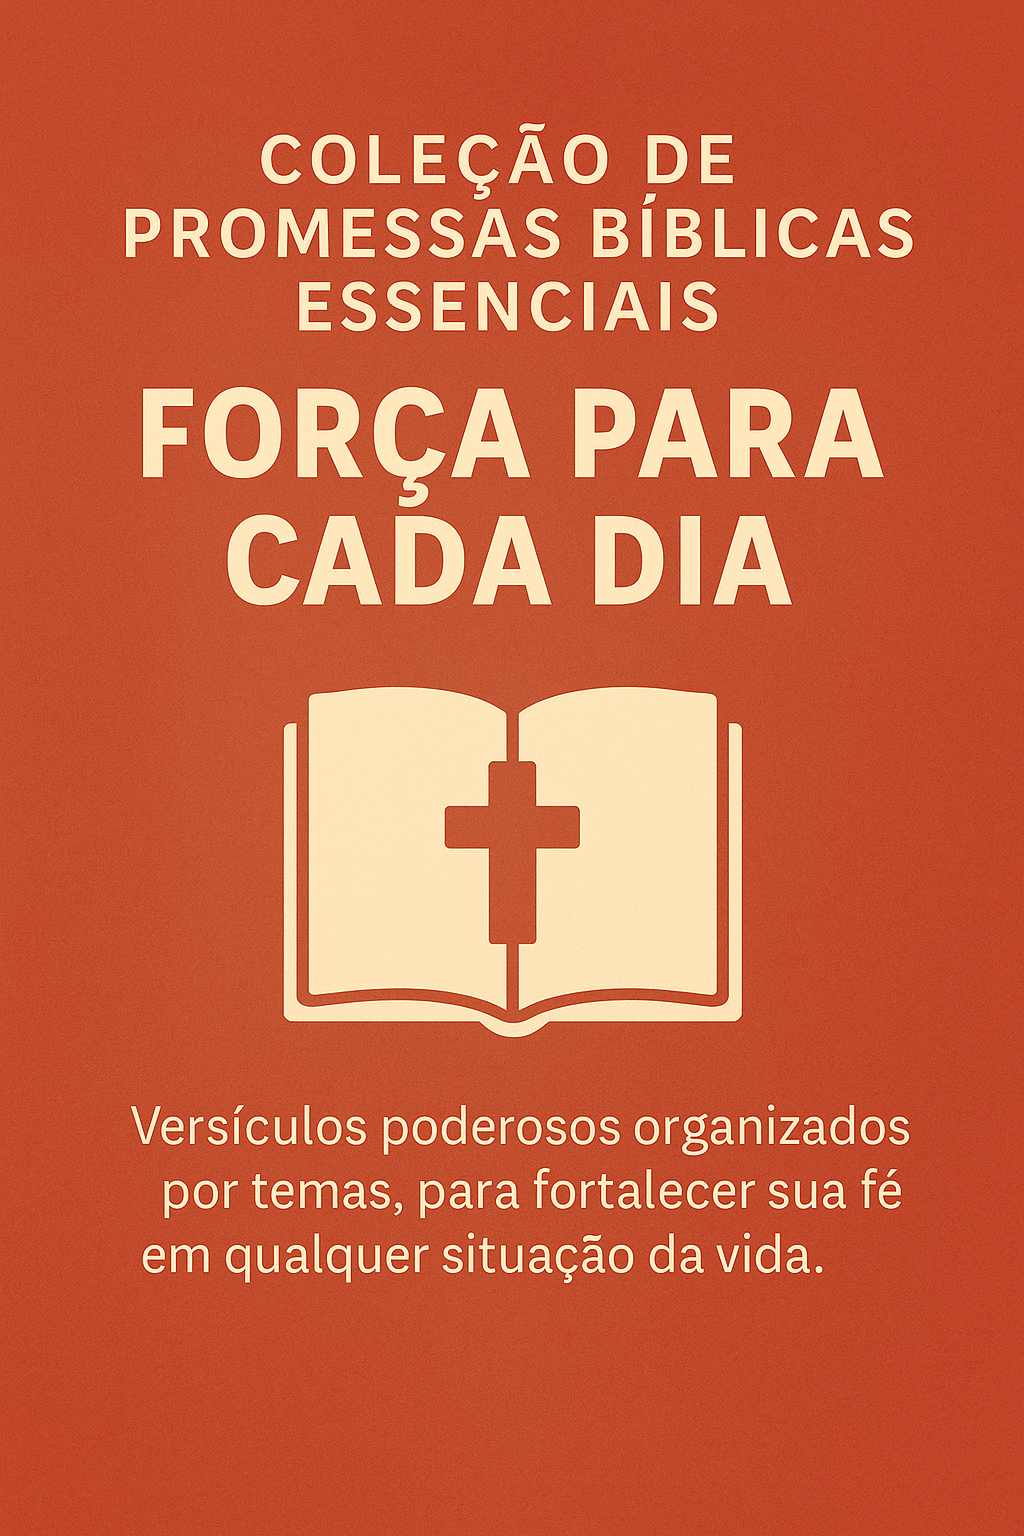 COLEÇÃO DE
PROMESSAS BÍBLICAS
ESSENCIAIS
FORÇA PARA
CADA DIA
Versículos poderosos organizados
por temas, para fortalecer sua fé
em qualquer situação da vida.